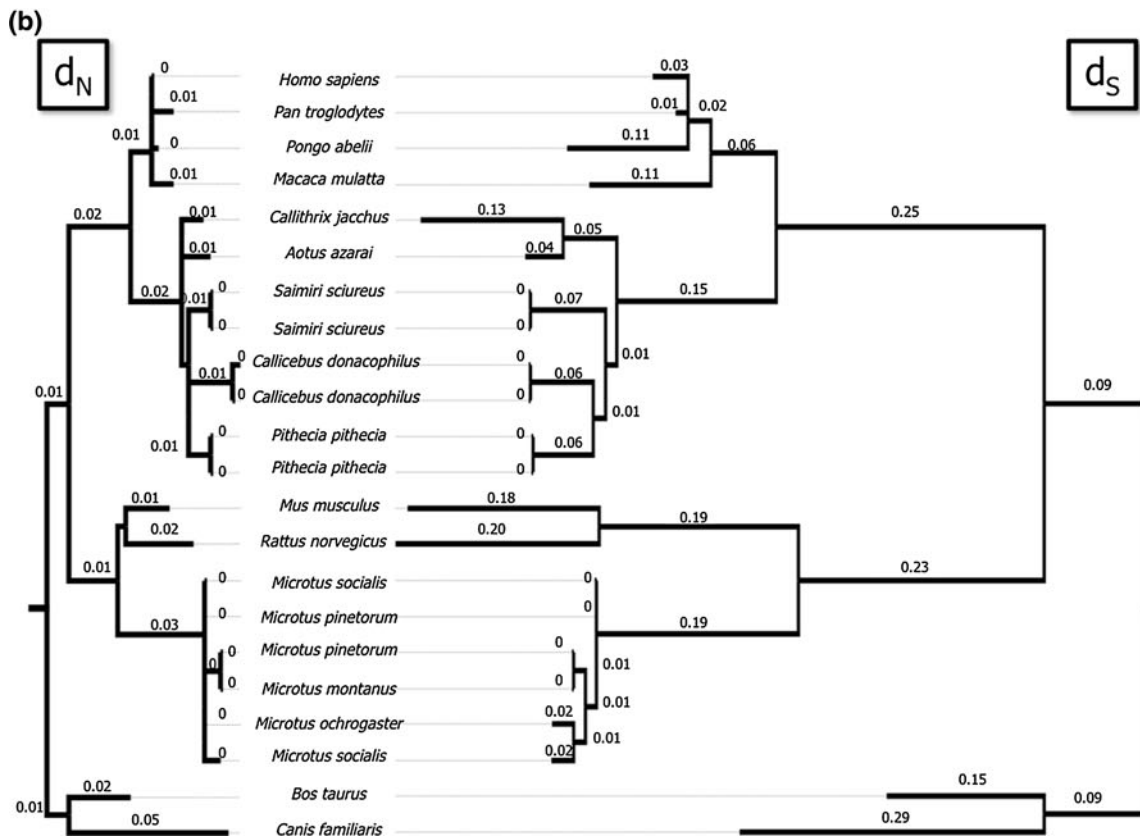 (b)
d_N d_S
0 Homo sapiens 0.03
0.01 Pan troglodytes 0.01 0.02
0.01 0 Pongo abelii 0.11 0.06
0.01 Macaca mulatta 0.11
0.02 0.01 Callithrix jacchus 0.13 0.05 0.25
0.01 Aotus azarai 0.04
0.02 0.01 0 Saimiri sciureus 0 0.07 0.15
0 Saimiri sciureus 0
0 Callicebus donacophilus 0 0.01
0.01 0.01 0 Callicebus donacophilus 0 0.06 0.01 0.09
0.01 0 Pithecia pithecia 0 0.06
0 Pithecia pithecia 0
0.01 Mus musculus 0.18 0.19
0.02 Rattus norvegicus 0.20
0.01 0 Microtus socialis 0 0.23
0.03 0 Microtus pinetorum 0 0.19
0 Microtus pinetorum 0 0.01
0 0 Microtus montanus 0 0.01
0 Microtus ochrogaster 0.02 0.01
0 Microtus socialis 0.02
0.01 0.02 Bos taurus 0.15 0.09
0.05 Canis familiaris 0.29